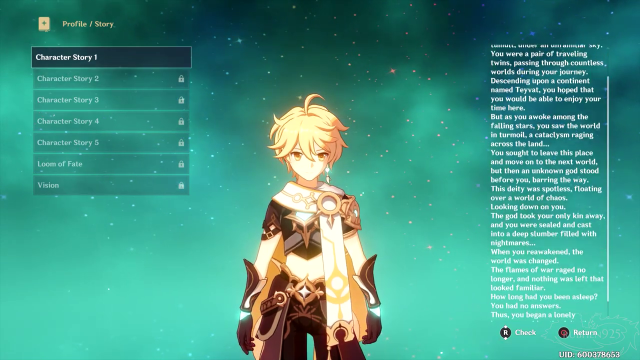 Profile / Story
Character Story 1
Character Story 2
Character Story 3
Character Story 4
Character Story 5
Loom of Fate
Vision
tumult, under an unfamiliar sky.
You were a pair of traveling
twins, passing through countless
worlds during your journey.
Descending upon a continent
named Teyvat, you hoped that
you would be able to enjoy your
time here.
But as you awoke among the
falling stars, you saw the world
in turmoil, a cataclysm raging
across the land...
You sought to leave this place
and move on to the next world,
but then an unknown god stood
before you, barring the way.
This deity was spotless, floating
over a world of chaos.
Looking down on you.
The god took your only kin away,
and you were sealed and cast
into a deep slumber filled with
nightmares...
When you reawakened, the
world was changed.
The flames of war raged no
longer, and nothing was left that
looked familiar.
How long had you been asleep?
You had no answers.
Thus, you began a lonely
R Check
Return
UID: 600378653